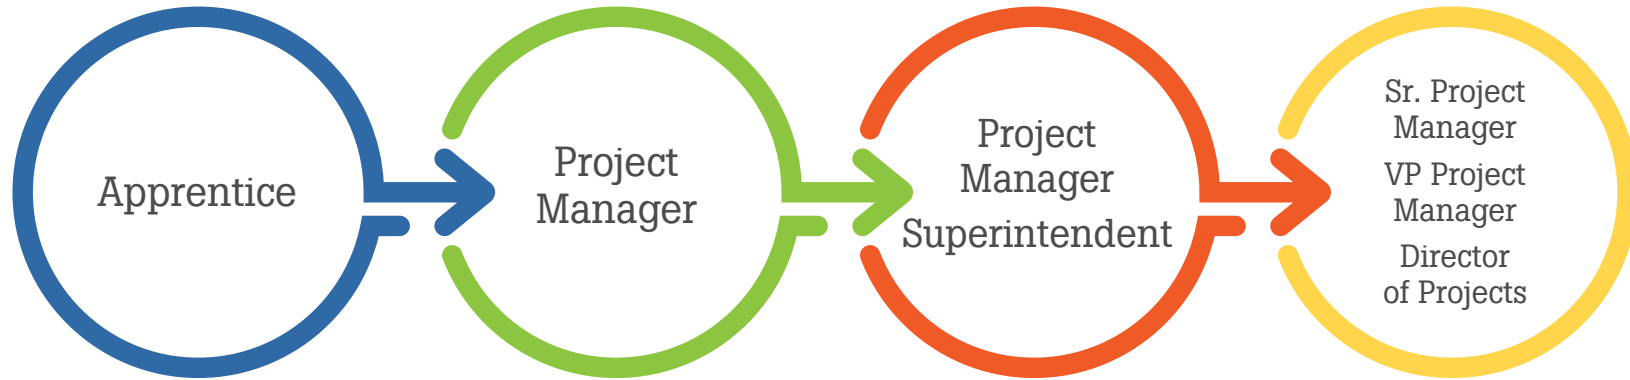 Apprentice
Project
Manager
Project
Manager
Superintendent
Sr. Project
Manager
VP Project
Manager
Director
of Projects